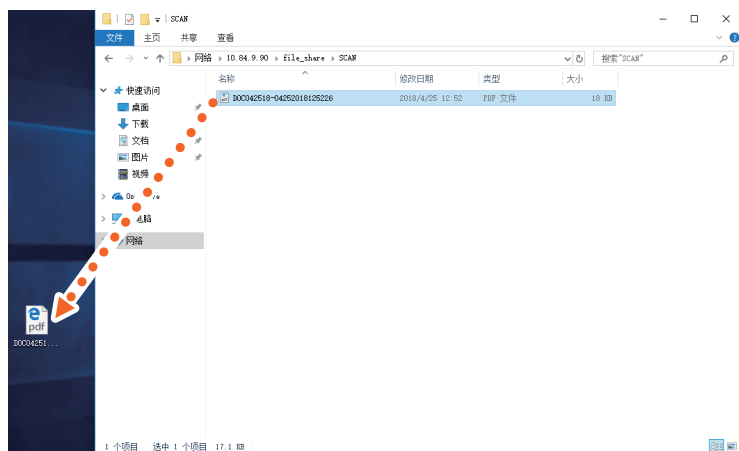 SCAN
文件 主页 共享 查看
网络 › 10.84.9.90 › file_share › SCAN 搜索"SCAN"
名称 修改日期 类型 大小
快速访问
DOC042518-04252018125226 2018/4/25 12:52 PDF 文件 18 KB
桌面
下载
文档
图片
视频
网络
e
pdf
DOC04251...
1 个项目 选中 1 个项目 17.1 KB